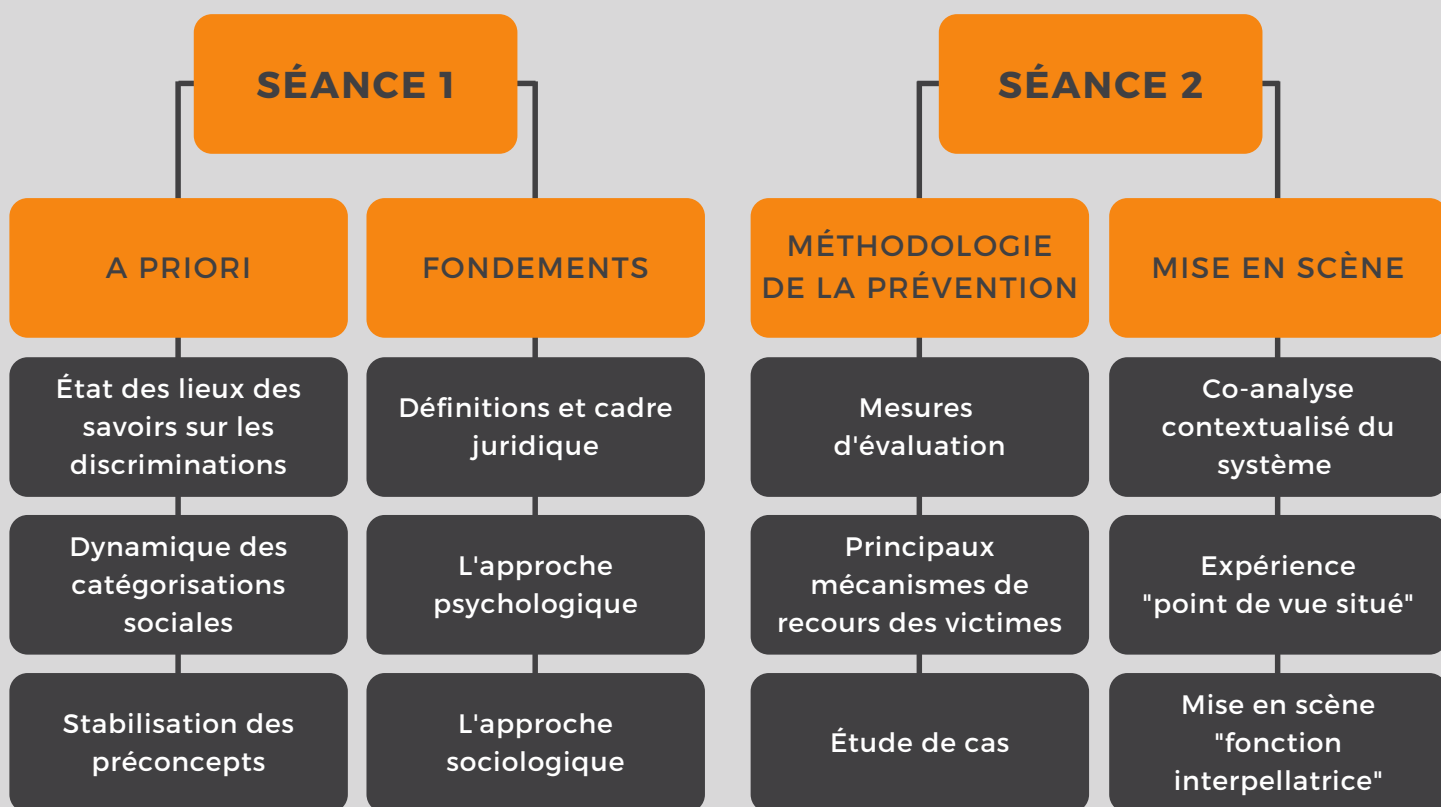 SÉANCE 1
A PRIORI
État des lieux des
savoirs sur les
discriminations
Dynamique des
catégorisations
sociales
Stabilisation des
préconcepts
FONDEMENTS
Définitions et cadre
juridique
L'approche
psychologique
L'approche
sociologique
SÉANCE 2
MÉTHODOLOGIE
DE LA PRÉVENTION
Mesures
d'évaluation
Principaux
mécanismes de
recours des victimes
Étude de cas
MISE EN SCÈNE
Co-analyse
contextualisé du
système
Expérience
"point de vue situé"
Mise en scène
"fonction
interpellatrice"